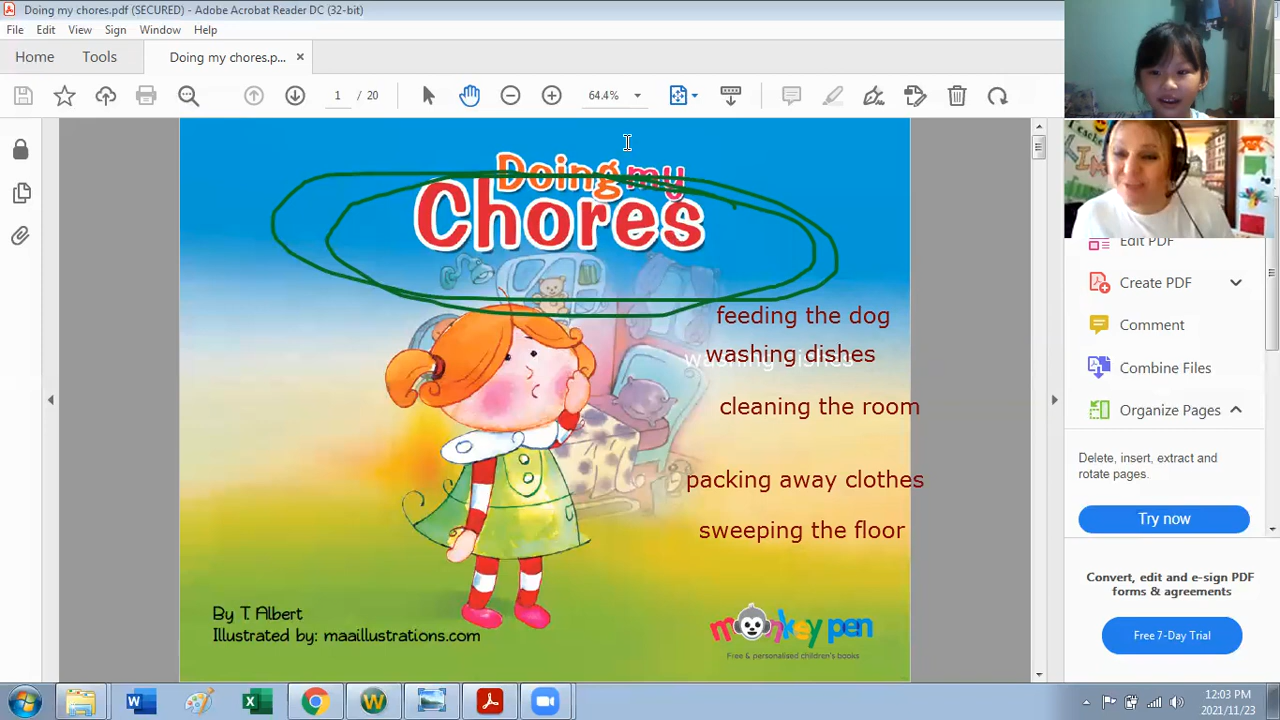 Doing my chores.pdf (SECURED) - Adobe Acrobat Reader DC (32-bit)
File Edit View Sign Window Help
Home Tools Doing my chores.p... ×
1 / 20 64.4%
Doing my
Chores
feeding the dog
washing dishes
washing dishes
cleaning the room
packing away clothes
sweeping the floor
By T. Albert
Illustrated by: maaillustrations.com
monkey pen
Free & personalised children's books
Edit PDF
Create PDF
Comment
Combine Files
Organize Pages
Delete, insert, extract and
rotate pages.
Try now
Convert, edit and e-sign PDF
forms & agreements
Free 7-Day Trial
12:03 PM
2021/11/23